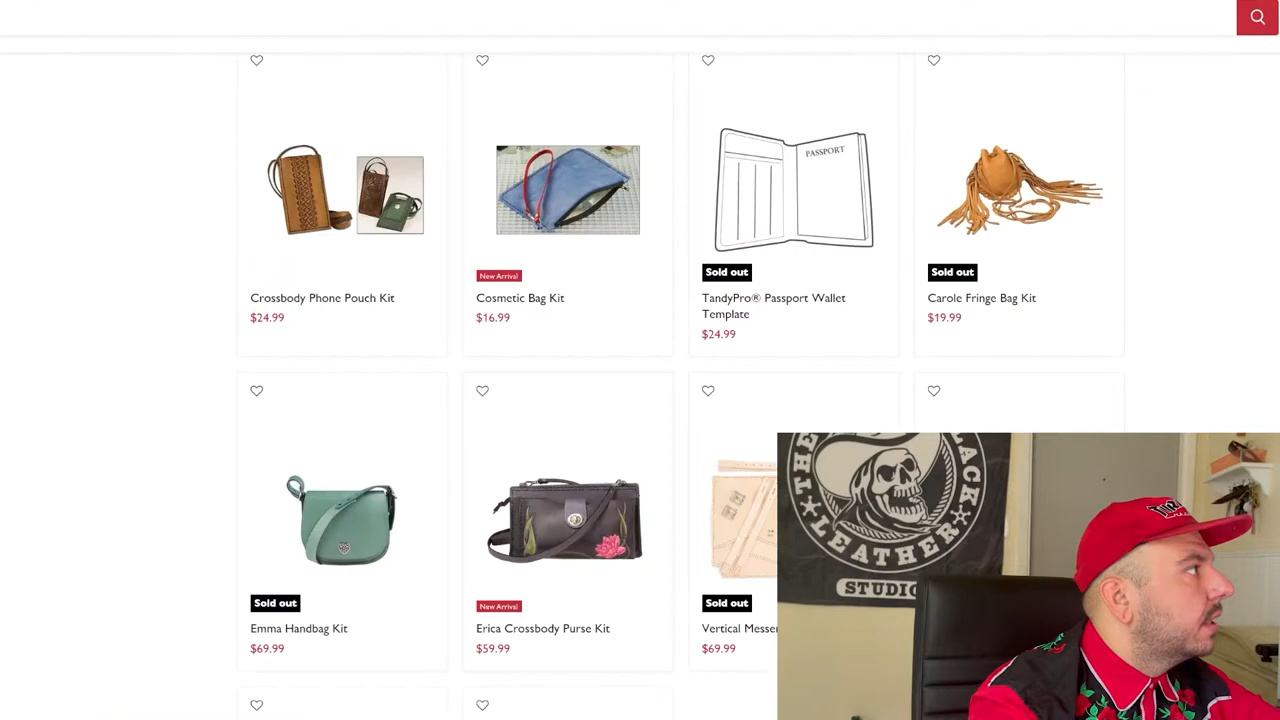 PASSPORT
Sold out
Sold out
New Arrival
Crossbody Phone Pouch Kit
Cosmetic Bag Kit
TandyPro® Passport Wallet
Template
Carole Fringe Bag Kit
$24.99
$16.99
$24.99
$19.99
Sold out
New Arrival
Sold out
Emma Handbag Kit
Erica Crossbody Purse Kit
Vertical
$69.99
$59.99
$69.99
THE
LACK
LEATHER
STUDIO